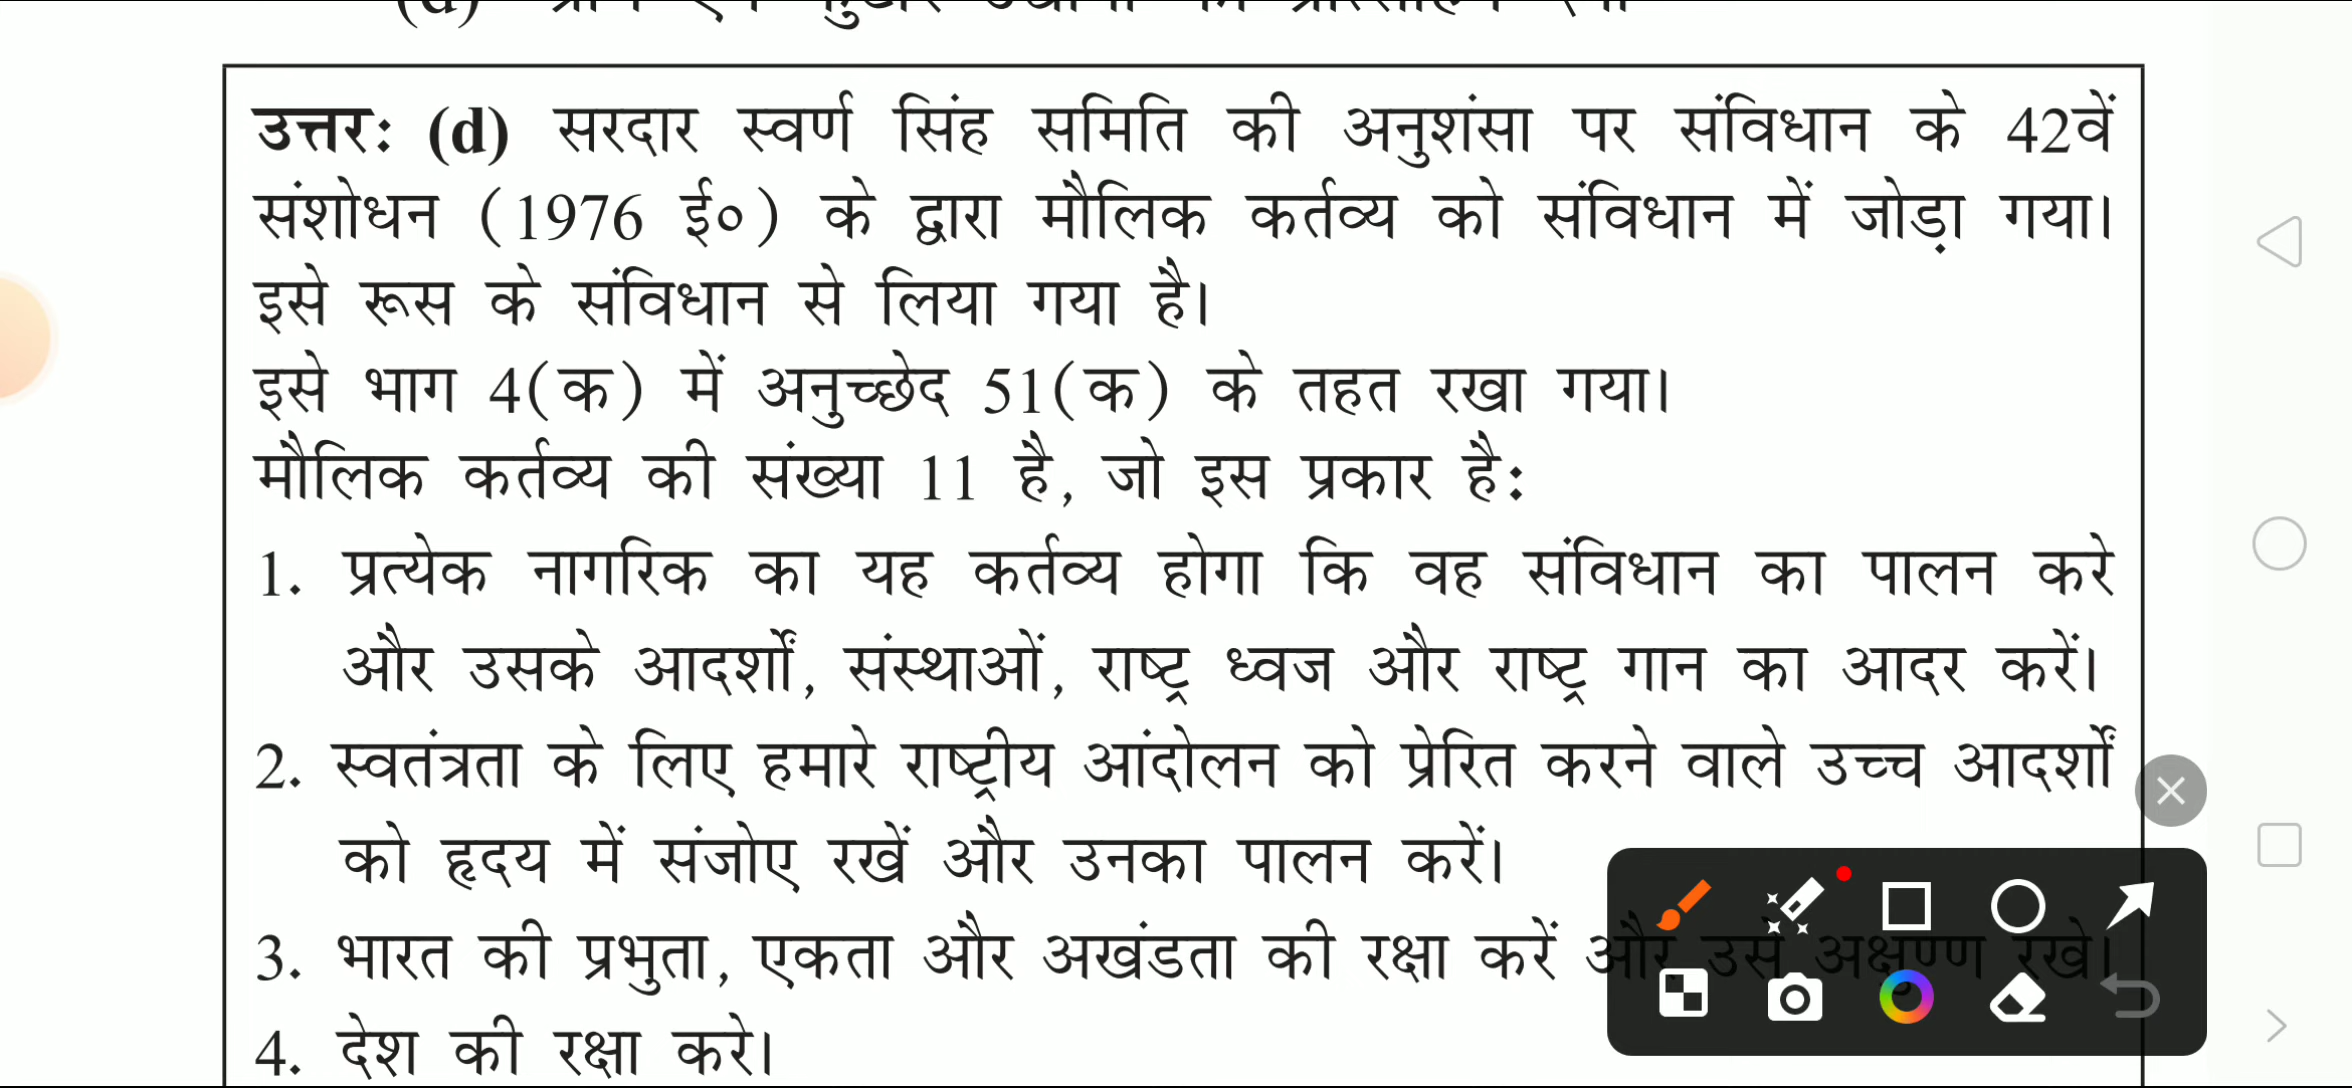 उत्तरः (d) सरदार स्वर्ण सिंह समिति की अनुशंसा पर संविधान के 42वें
संशोधन (1976 ई०) के द्वारा मौलिक कर्तव्य को संविधान में जोड़ा गया।
इसे रूस के संविधान से लिया गया है।
इसे भाग 4(क) में अनुच्छेद 51(क) के तहत रखा गया।
मौलिक कर्तव्य की संख्या 11 है, जो इस प्रकार है:
1. प्रत्येक नागरिक का यह कर्तव्य होगा कि वह संविधान का पालन करे
और उसके आदर्शों, संस्थाओं, राष्ट्र ध्वज और राष्ट्र गान का आदर करें।
2. स्वतंत्रता के लिए हमारे राष्ट्रीय आंदोलन को प्रेरित करने वाले उच्च आदर्शों
को हृदय में संजोए रखें और उनका पालन करें।
3. भारत की प्रभुता, एकता और अखंडता की रक्षा करें और उसे अक्षुण्ण रखे।
4. देश की रक्षा करे।